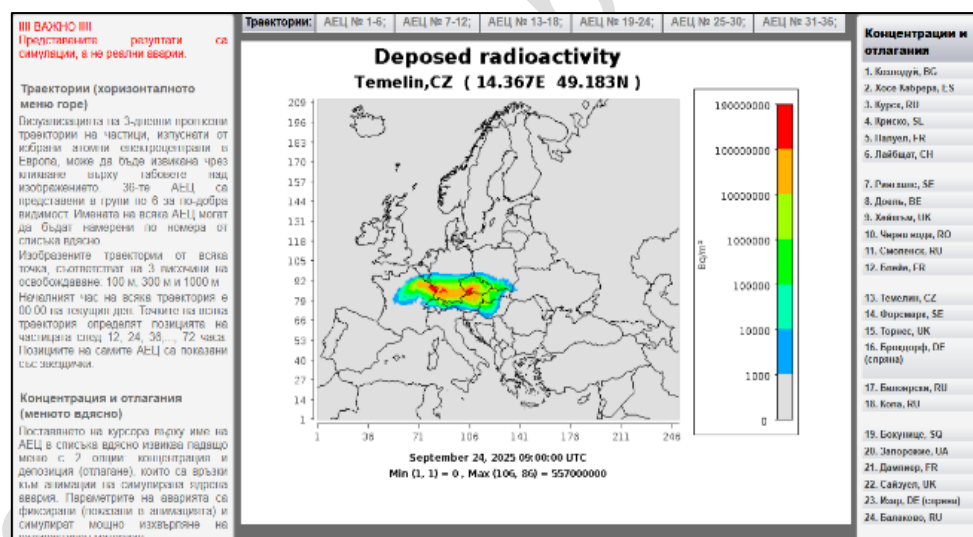 !!!! ВАЖНО !!!!
Представените резултати са
симулации, а не реални аварии.
Траектории (хоризонталното
меню горе)
Визуализацията на 3-дневни прогнозни
траектории на частици, изпуснати от
избрани атомни електроцентрали в
Европа, може да бъде извикана чрез
кликване върху табовете над
изображението. 36-те АЕЦ са
представени в групи по 6 за по-добра
видимост. Имената на всяка АЕЦ могат
да бъдат намерени по номера от
списъка вдясно.
Изобразените траектории от всяка
точка, съответстват на 3 височини на
освобождаване: 100 м, 300 м и 1000 м
Началният час на всяка траектория е
00:00 на текущия ден. Точките на всяка
траектория определят позицията на
частицата след 12, 24, 36,..., 72 часа.
Позициите на самите АЕЦ са показани
със звездички.
Концентрация и отлагания
(менюто вдясно)
Поставянето на курсора върху име на
АЕЦ в списъка вдясно извиква падащо
меню с 2 опции: концентрация и
депозиция (отлагане), които са връзки
към анимации на симулирана ядрена
авария. Параметрите на аварията са
фиксирани (показани в анимацията) и
симулират мощно изхвърляне на
Траектории: АЕЦ № 1-6; АЕЦ № 7-12; АЕЦ № 13-18; АЕЦ № 19-24; АЕЦ № 25-30; АЕЦ № 31-36;
Deposed radioactivity
Temelin,CZ ( 14.367E 49.183N )
209
196
183
170
157
144
131
118
105
92
79
66
53
40
27
14
1
1 36 71 106 141 176 211 246
190000000
100000000
10000000
1000000
100000
10000
1000
0
Bq/m²
September 24, 2025 09:00:00 UTC
Min (1, 1) = 0 , Max (106, 86) = 557000000
Концентрации и
отлагания
1. Козлодуй, BG
2. Хосе Кабрера, ES
3. Курск, RU
4. Кришко, SL
5. Палуел, FR
6. Лайбщат, CH
7. Рингхалс, SE
8. Доель, BE
9. Хейшъм, UK
10. Черна вода, RO
11. Смоленск, RU
12. Блейе, FR
13. Темелин, CZ
14. Форсмарк, SE
15. Торнес, UK
16. Брокдорф, DE
(спряна)
17. Белоярска, RU
18. Кола, RU
19. Бохунице, SQ
20. Запорожие, UA
21. Дампиер, FR
22. Сайзуел, UK
23. Изар, DE (спряна)
24. Балаково, RU